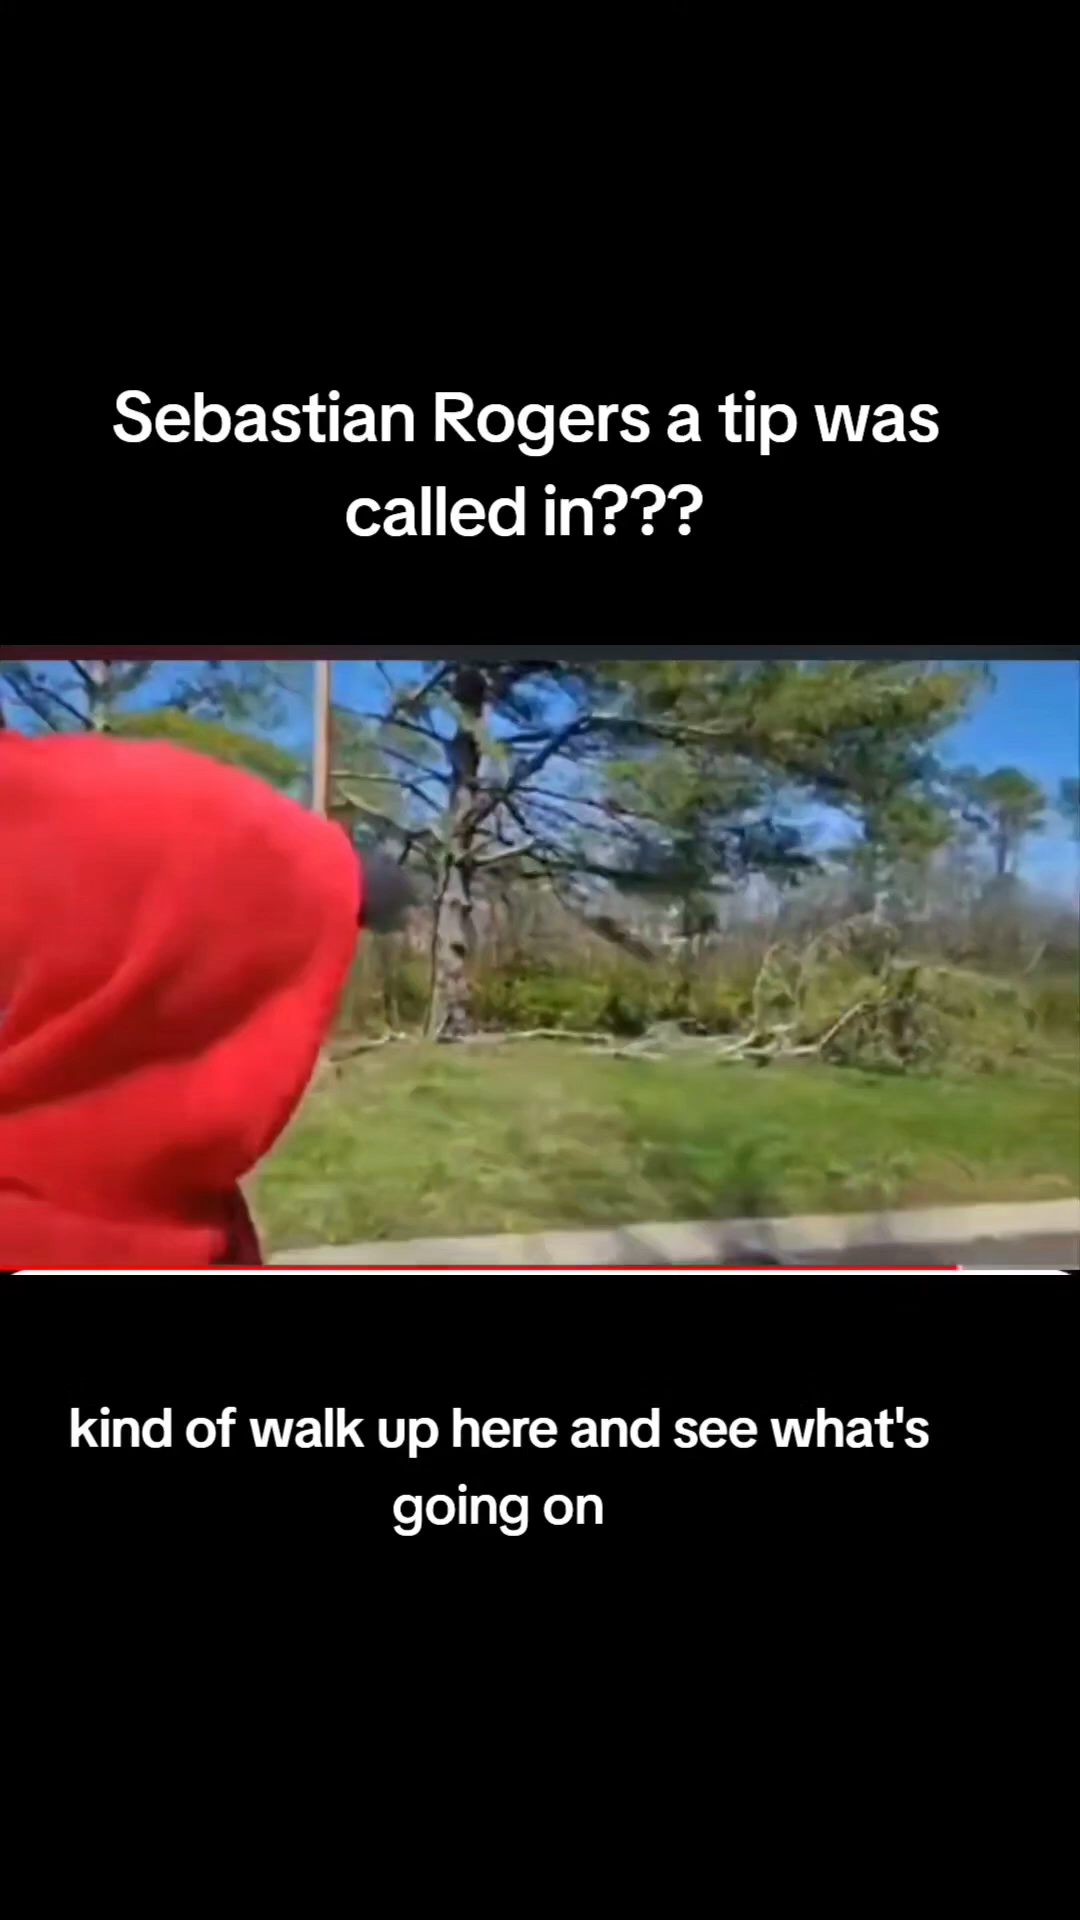 Sebastian Rogers a tip was
called in???
kind of walk up here and see what's
going on